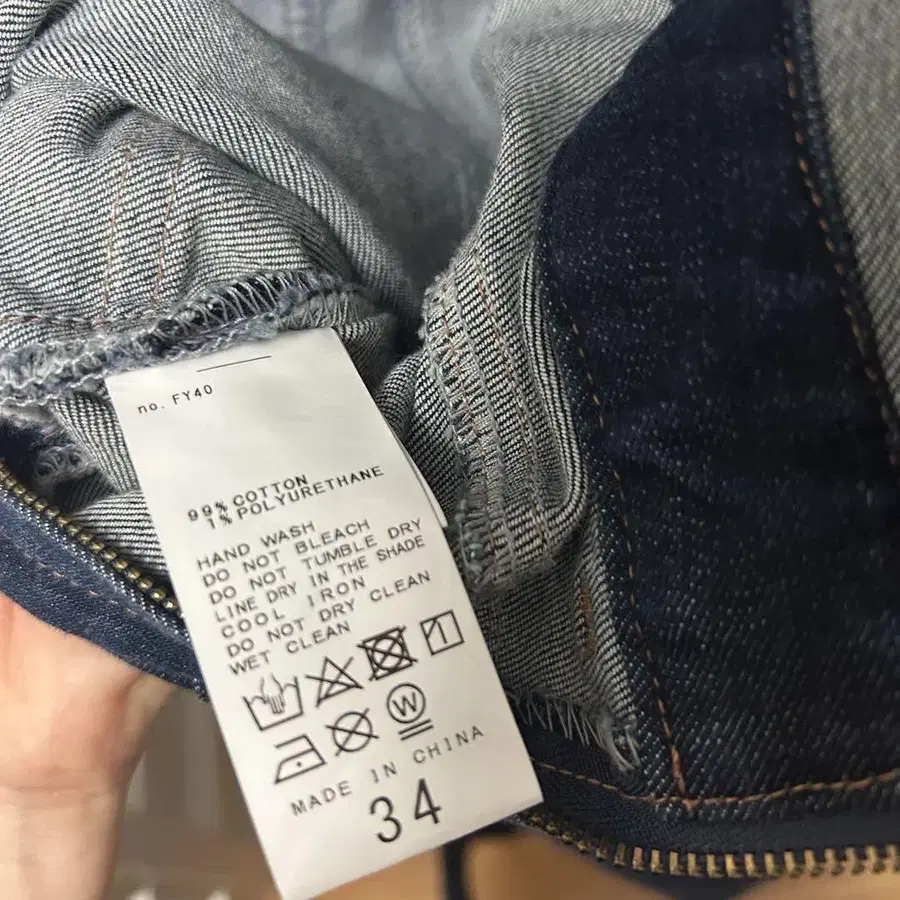 no. FY40
99% COTTON
1% POLYURETHANE
HAND WASH
DO NOT BLEACH
DO NOT TUMBLE DRY
LINE DRY IN THE SHADE
COOL IRON
DO NOT DRY CLEAN
WET CLEAN
W
MADE IN CHINA
34